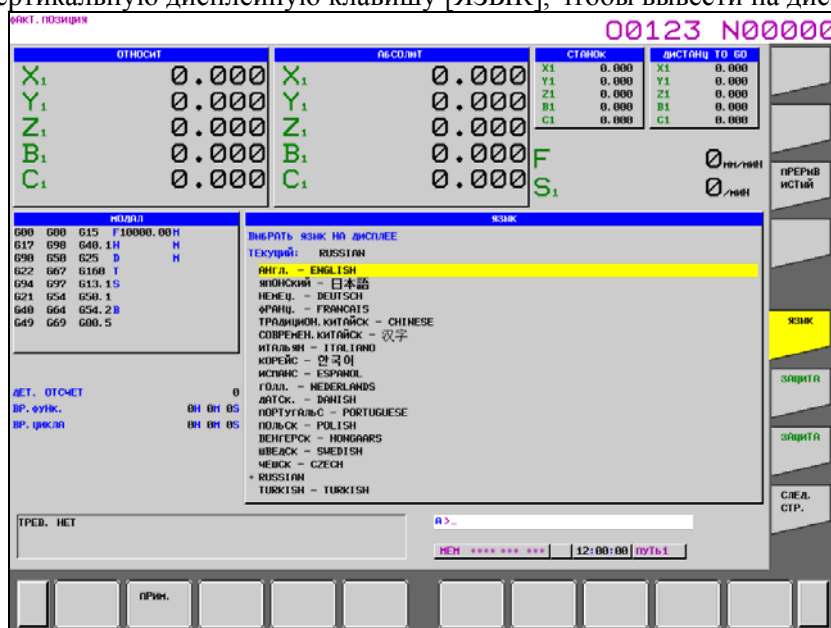 ертикальную дисплейную клавишу [ЯЗЫК], чтобы вывести на дис
ФАКТ.ПОЗИЦИЯ
O0123 N00000
ОТНОСИТ
X1 0.000
Y1 0.000
Z1 0.000
B1 0.000
C1 0.000
АБСОЛЮТ
X1 0.000
Y1 0.000
Z1 0.000
B1 0.000
C1 0.000
СТАНОК
X1 0.000
Y1 0.000
Z1 0.000
B1 0.000
C1 0.000
ДИСТАНЦ TO GO
X1 0.000
Y1 0.000
Z1 0.000
B1 0.000
C1 0.000
F 0 ММ/МИН
S1 0 /МИН
МОДАЛ
G00 G80 G15 F10000.00 M
G17 G98 G40.1 H M
G90 G50 G25 D M
G22 G67 G160 T
G94 G97 G13.1 S
G21 G54 G50.1
G40 G64 G54.2 B
G49 G69 G80.5
ДЕТ. ОТСЧЕТ 0
ВР.ФУНК. 0H 0M 0S
ВР.ЦИКЛА 0H 0M 0S
ЯЗЫК
ВЫБРАТЬ ЯЗЫК НА ДИСПЛЕЕ
ТЕКУЩИЙ: RUSSIAN
АНГЛ. - ENGLISH
ЯПОНСКИЙ - 日本語
НЕМЕЦ. - DEUTSCH
ФРАНЦ. - FRANCAIS
ТРАДИЦИОН.КИТАЙСК - CHINESE
СОВРЕМЕН.КИТАЙСК - 汉字
ИТАЛЬЯН - ITALIANO
КОРЕЙС - 한국어
ИСПАНС - ESPANOL
ГОЛЛ. - NEDERLANDS
ДАТСК. - DANISH
ПОРТУГАЛЬС - PORTUGUESE
ПОЛЬСК - POLISH
ВЕНГЕРСК - HONGAARS
ШВЕДСК - SWEDISH
ЧЕШСК - CZECH
* RUSSIAN
TURKISH - TURKISH
ПРЕРЫВ
ИСТЫЙ
ЯЗЫК
ЗАЩИТА
ЗАЩИТА
СЛЕД.
СТР.
ТРЕВ. НЕТ
A>_
MEM **** *** *** 12:00:00 ПУТЬ1
ПРИМ.